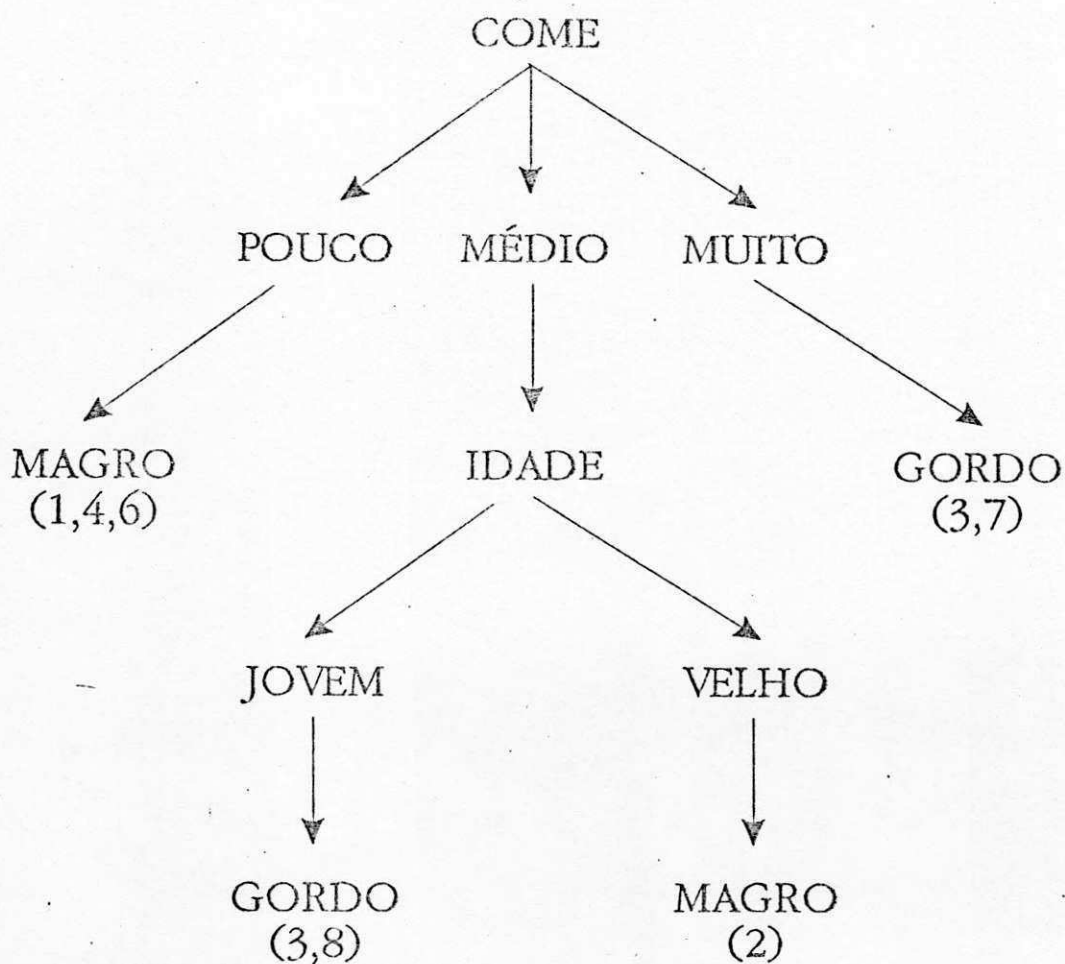 COME
POUCO MÉDIO MUITO
MAGRO IDADE GORDO
(1,4,6) (3,7)
JOVEM VELHO
GORDO MAGRO
(3,8) (2)